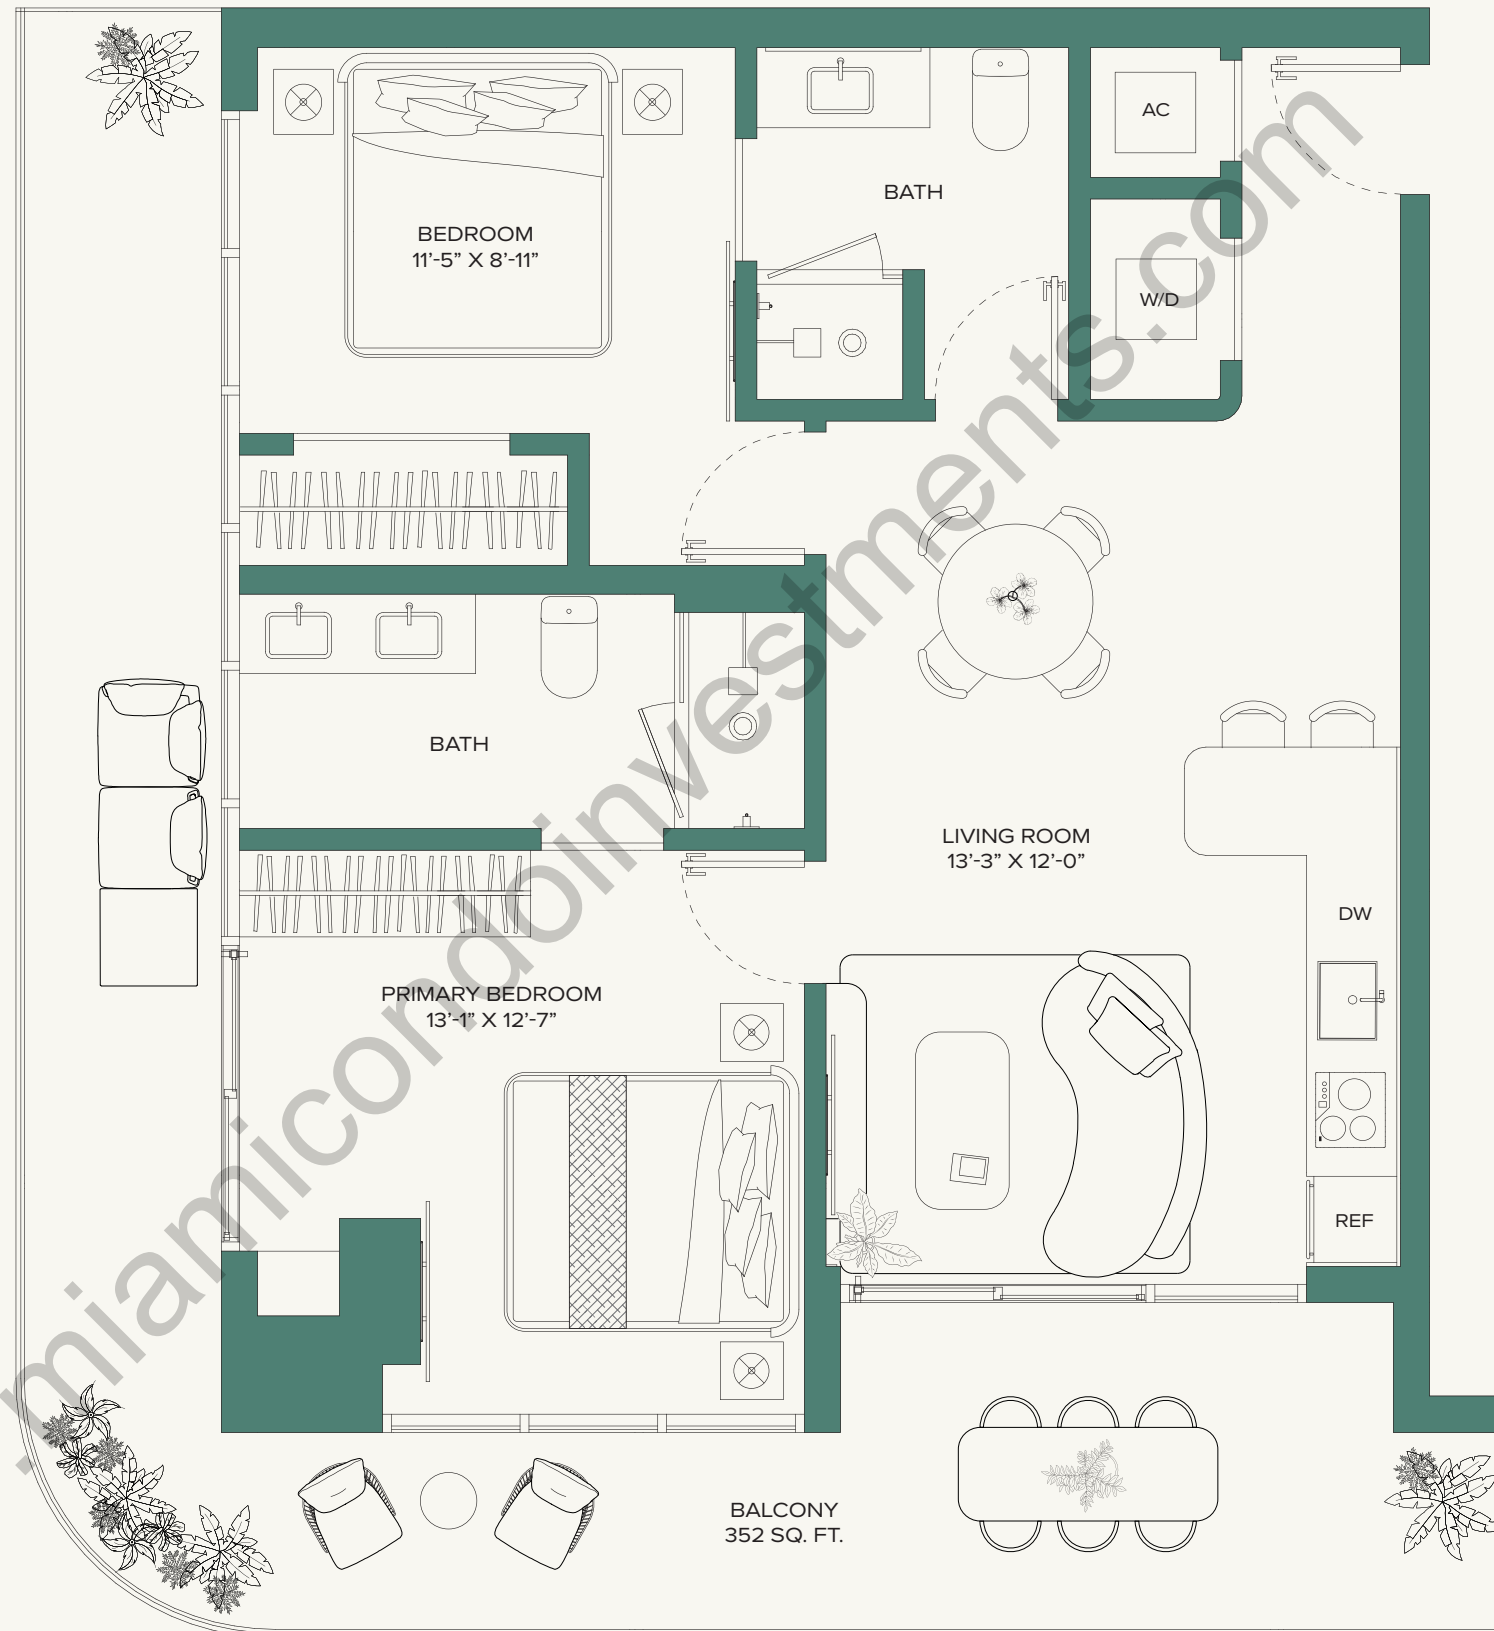 AC
BATH
BEDROOM
11'-5” X 8'-11”
W/D
BATH
LIVING ROOM
13'-3” X 12'-0”
DW
PRIMARY BEDROOM
13'-1” X 12'-7”
REF
BALCONY
352 SQ. FT.
.miamicondoinvestments.com